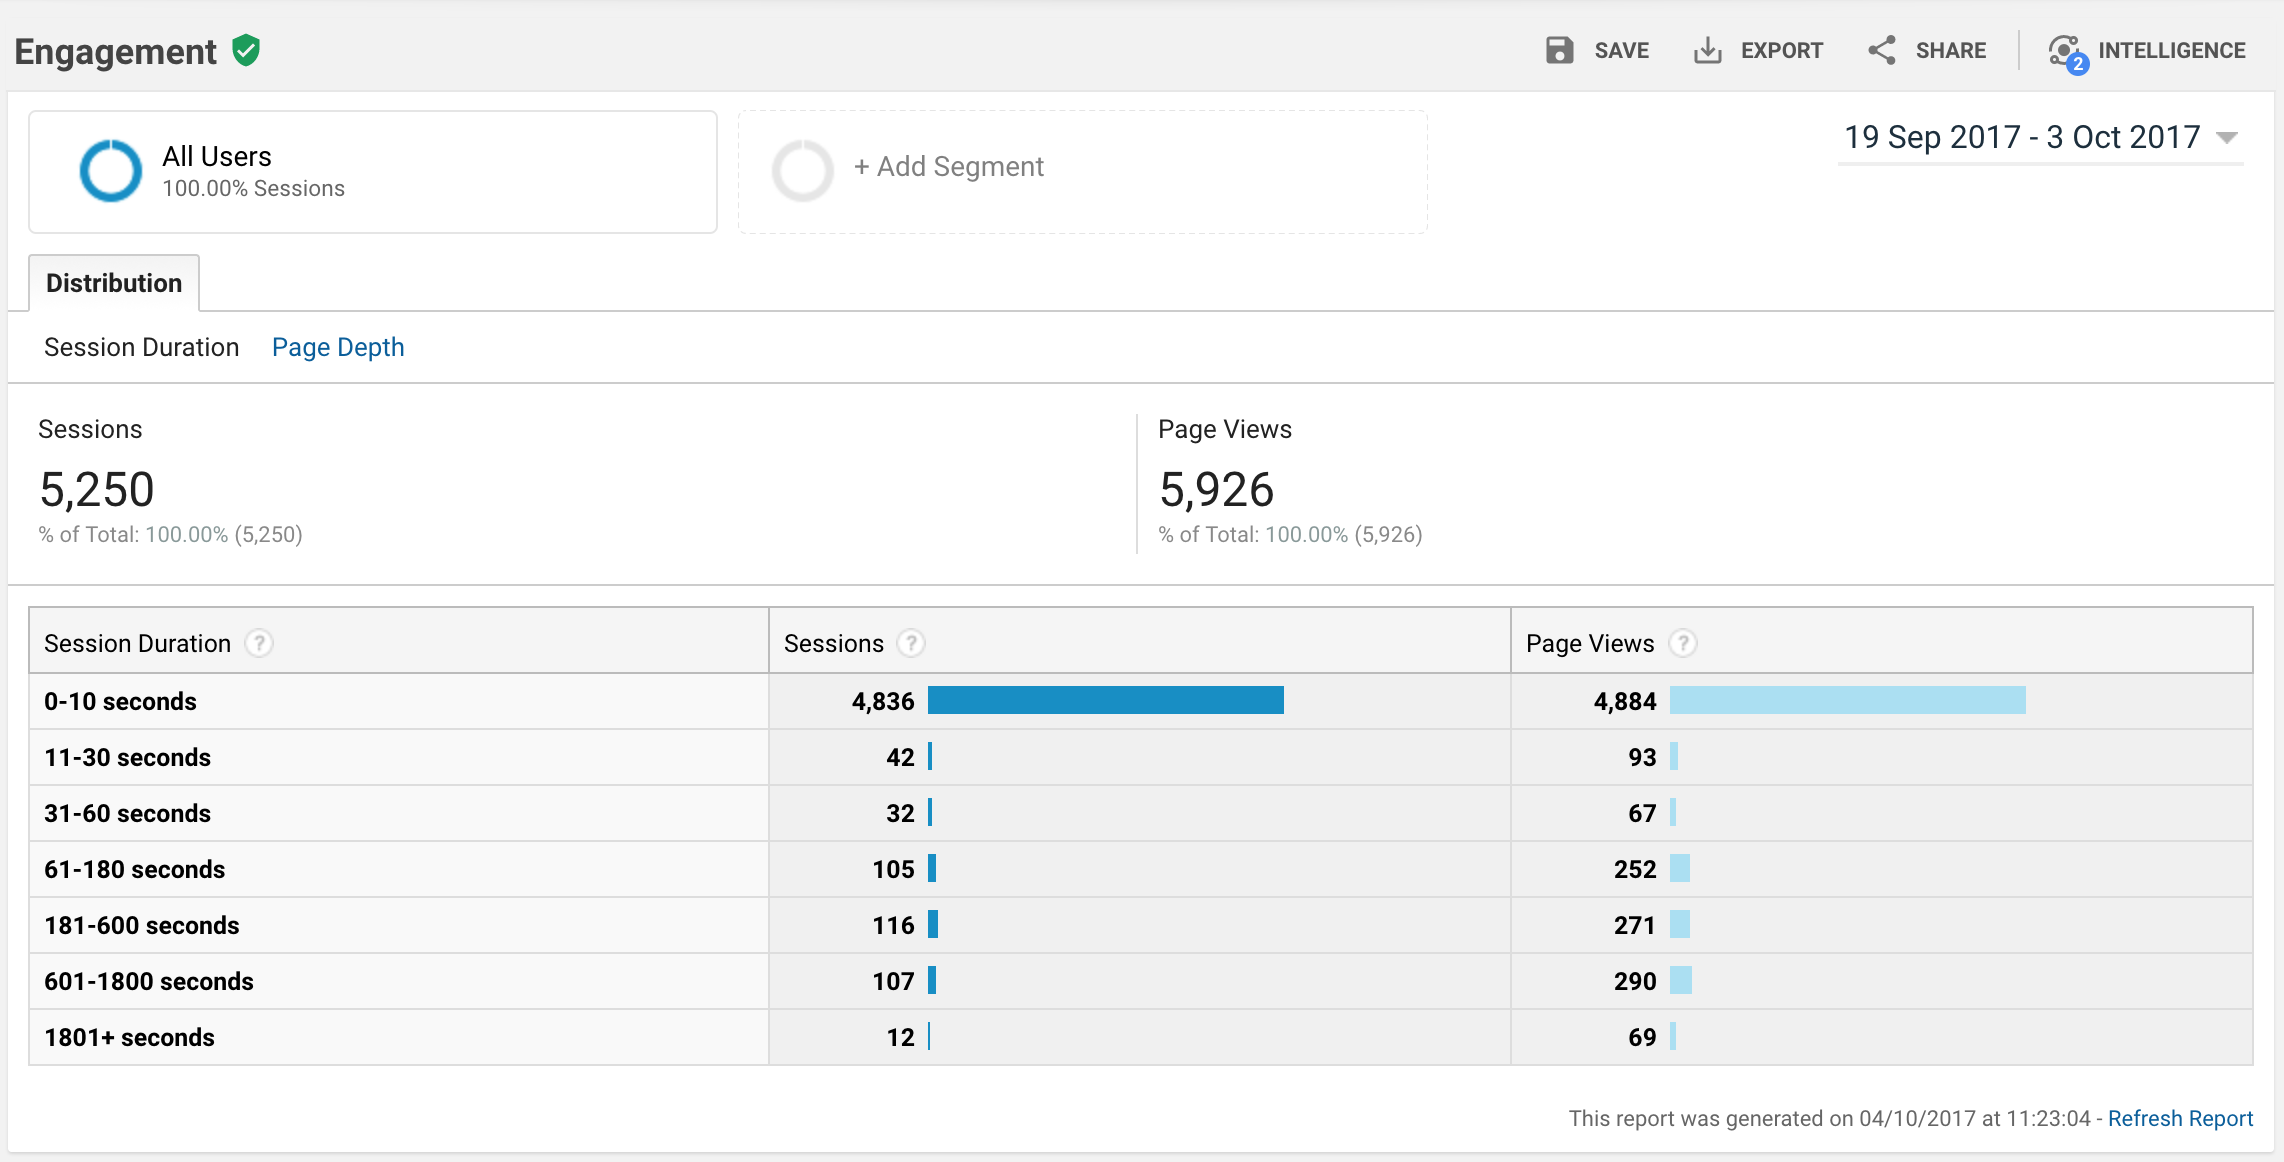 Engagement
SAVE EXPORT SHARE 2 INTELLIGENCE
All Users
100.00% Sessions
+ Add Segment
19 Sep 2017 - 3 Oct 2017
Distribution
Session Duration Page Depth
Sessions
5,250
% of Total: 100.00% (5,250)
Page Views
5,926
% of Total: 100.00% (5,926)
Session Duration ? Sessions ? Page Views ?
0-10 seconds 4,836 4,884
11-30 seconds 42 93
31-60 seconds 32 67
61-180 seconds 105 252
181-600 seconds 116 271
601-1800 seconds 107 290
1801+ seconds 12 69
This report was generated on 04/10/2017 at 11:23:04 - Refresh Report